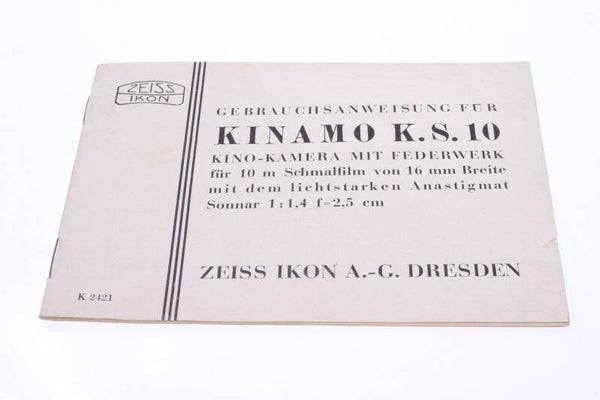 ZEISS
IKON
GEBRAUCHSANWEISUNG FÜR
KINAMO K.S.10
KINO-KAMERA MIT FEDERWERK
für 10 m Schmalfilm von 16 mm Breite
mit dem lichtstarken Anastigmat
Sonnar 1:1,4 f=2,5 cm
ZEISS IKON A.-G. DRESDEN
K 2421